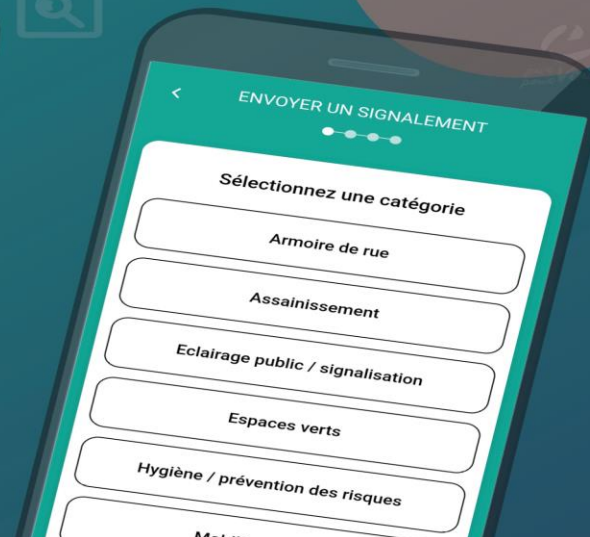 ENVOYER UN SIGNALEMENT
Sélectionnez une catégorie
Armoire de rue
Assainissement
Eclairage public / signalisation
Espaces verts
Hygiène / prévention des risques